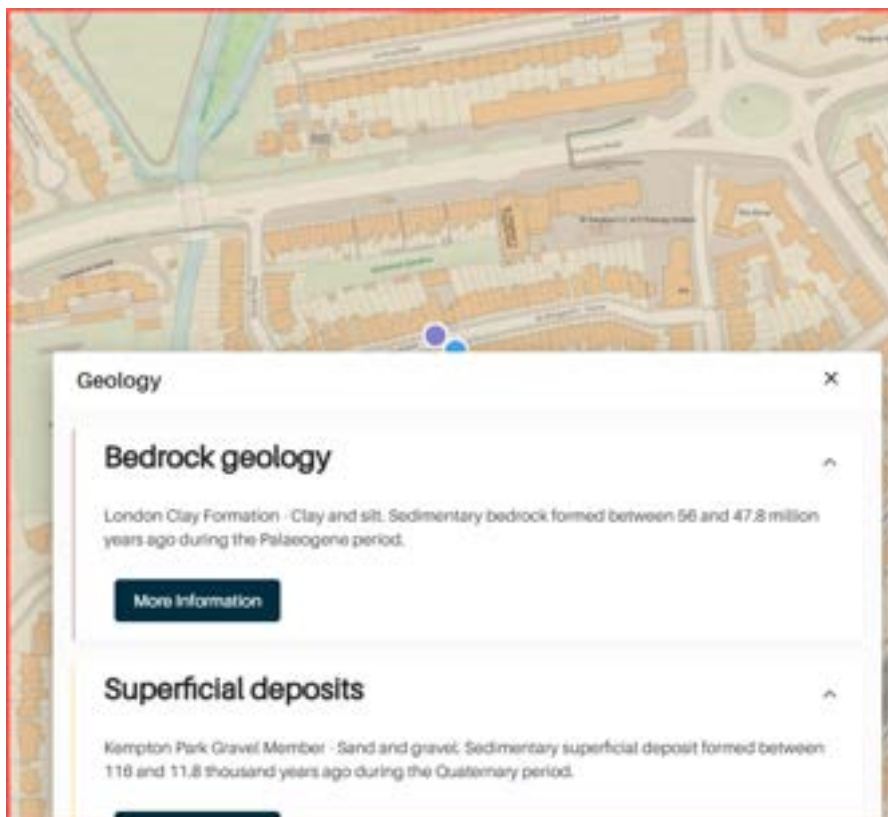 Geology
Bedrock geology
London Clay Formation - Clay and silt. Sedimentary bedrock formed between 56 and 47.8 million
years ago during the Palaeogene period.
More Information
Superficial deposits
Kempton Park Gravel Member - Sand and gravel. Sedimentary superficial deposit formed between
116 and 11.8 thousand years ago during the Quaternary period.